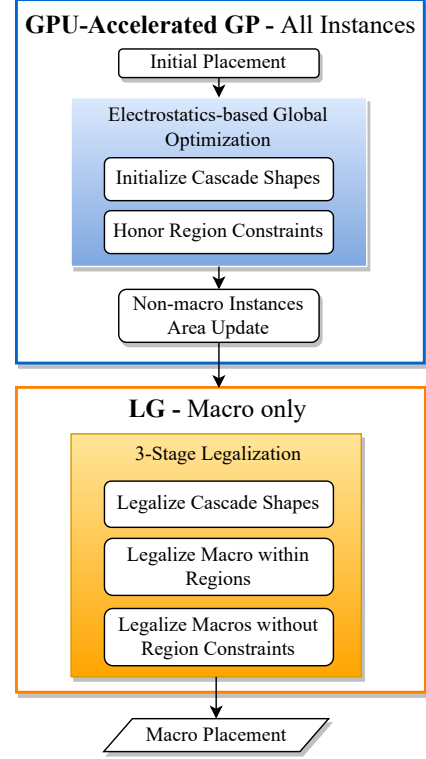 GPU-Accelerated GP - All Instances
Initial Placement
Electrostatics-based Global
Optimization
Initialize Cascade Shapes
Honor Region Constraints
Non-macro Instances
Area Update
LG - Macro only
3-Stage Legalization
Legalize Cascade Shapes
Legalize Macro within
Regions
Legalize Macros without
Region Constraints
Macro Placement